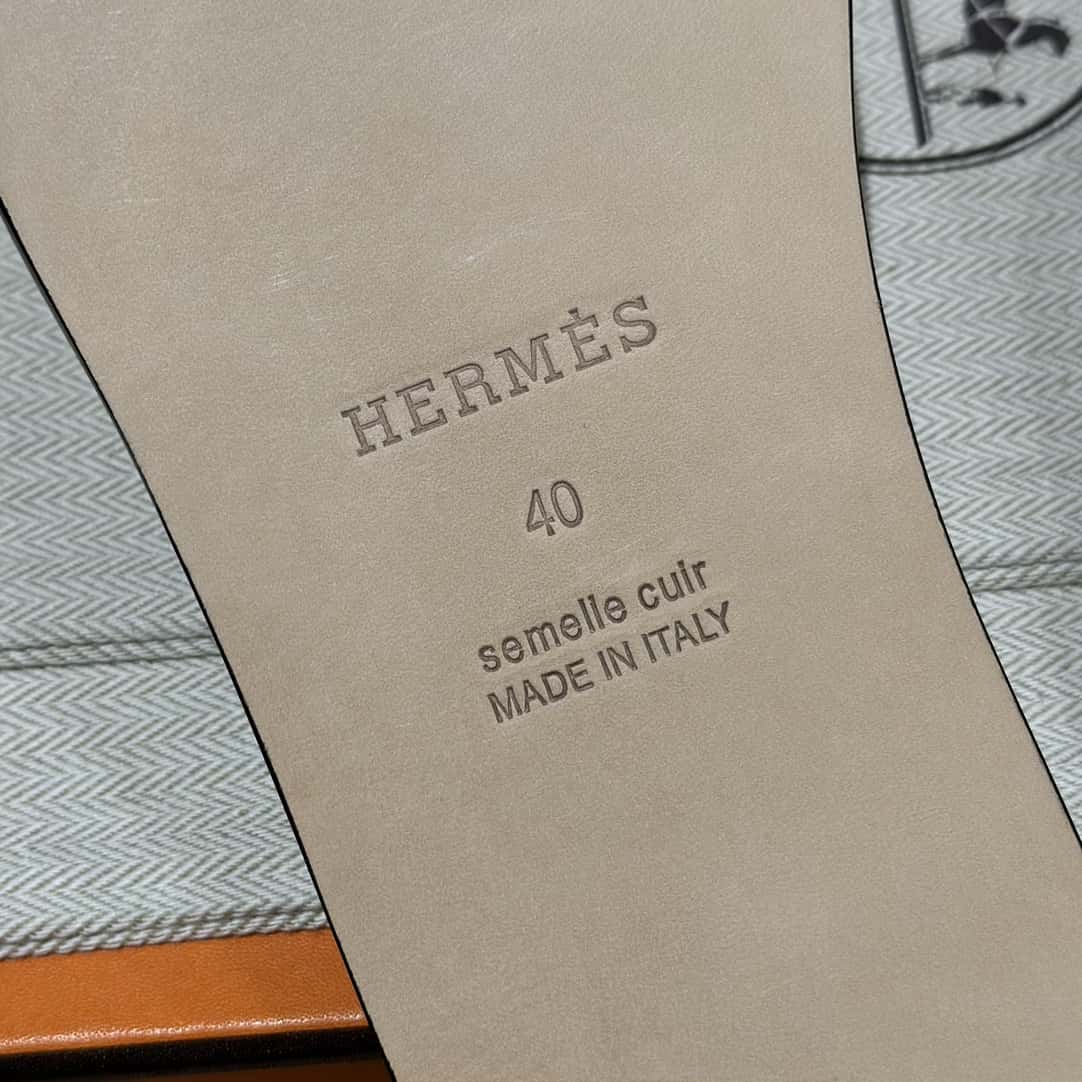 HERMÈS
40
semelle cuir
MADE IN ITALY